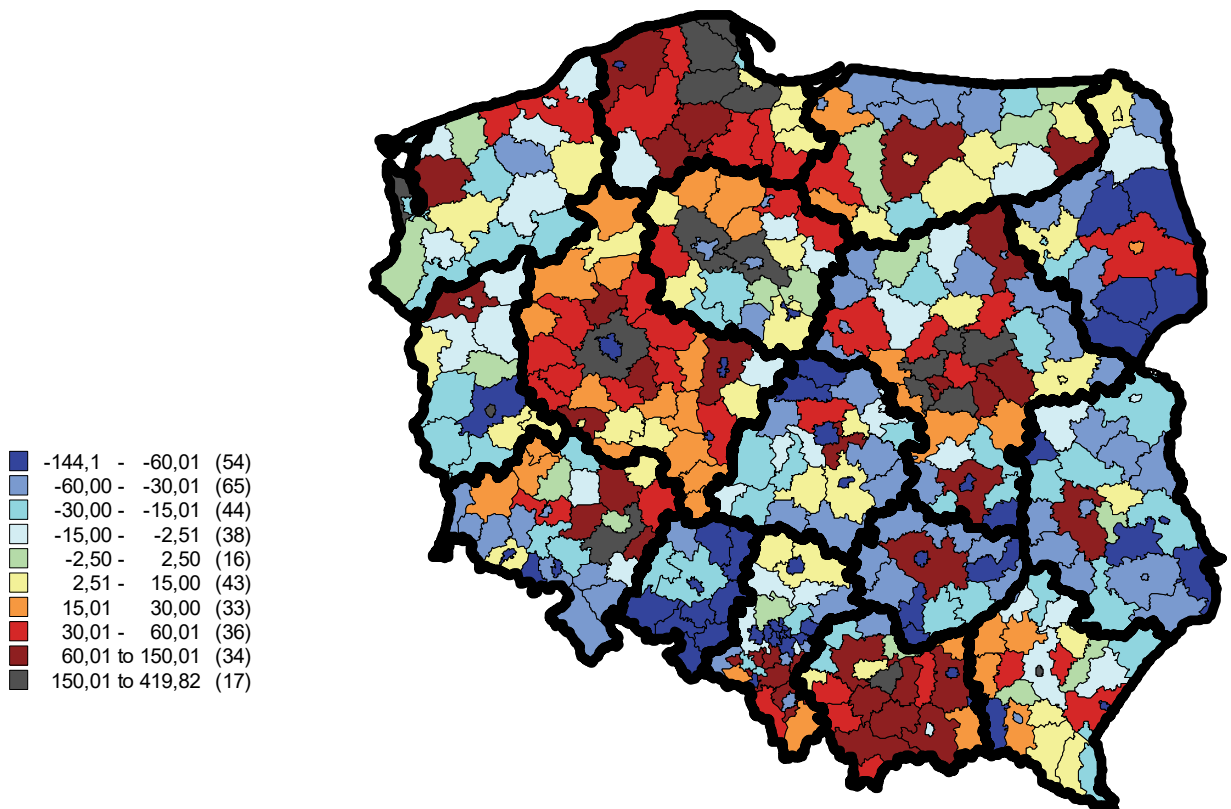 -144,1 - -60,01 (54)
-60,00 - -30,01 (65)
-30,00 - -15,01 (44)
-15,00 - -2,51 (38)
-2,50 - 2,50 (16)
2,51 - 15,00 (43)
15,01 30,00 (33)
30,01 - 60,01 (36)
60,01 to 150,01 (34)
150,01 to 419,82 (17)